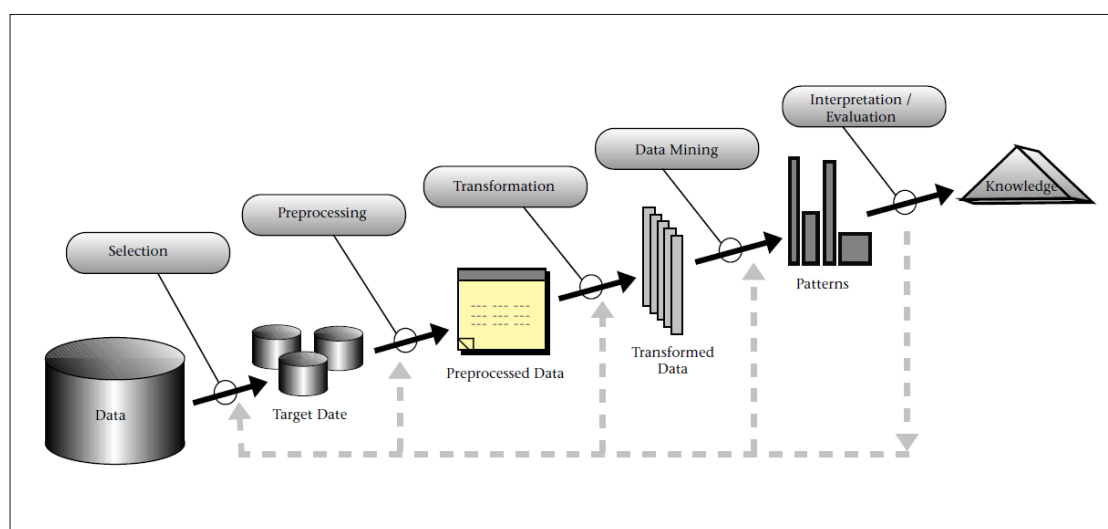 Interpretation /
Evaluation
Data Mining
Transformation
Preprocessing
Selection
Data
Target Date
Preprocessed Data
Transformed
Data
Patterns
Knowledge